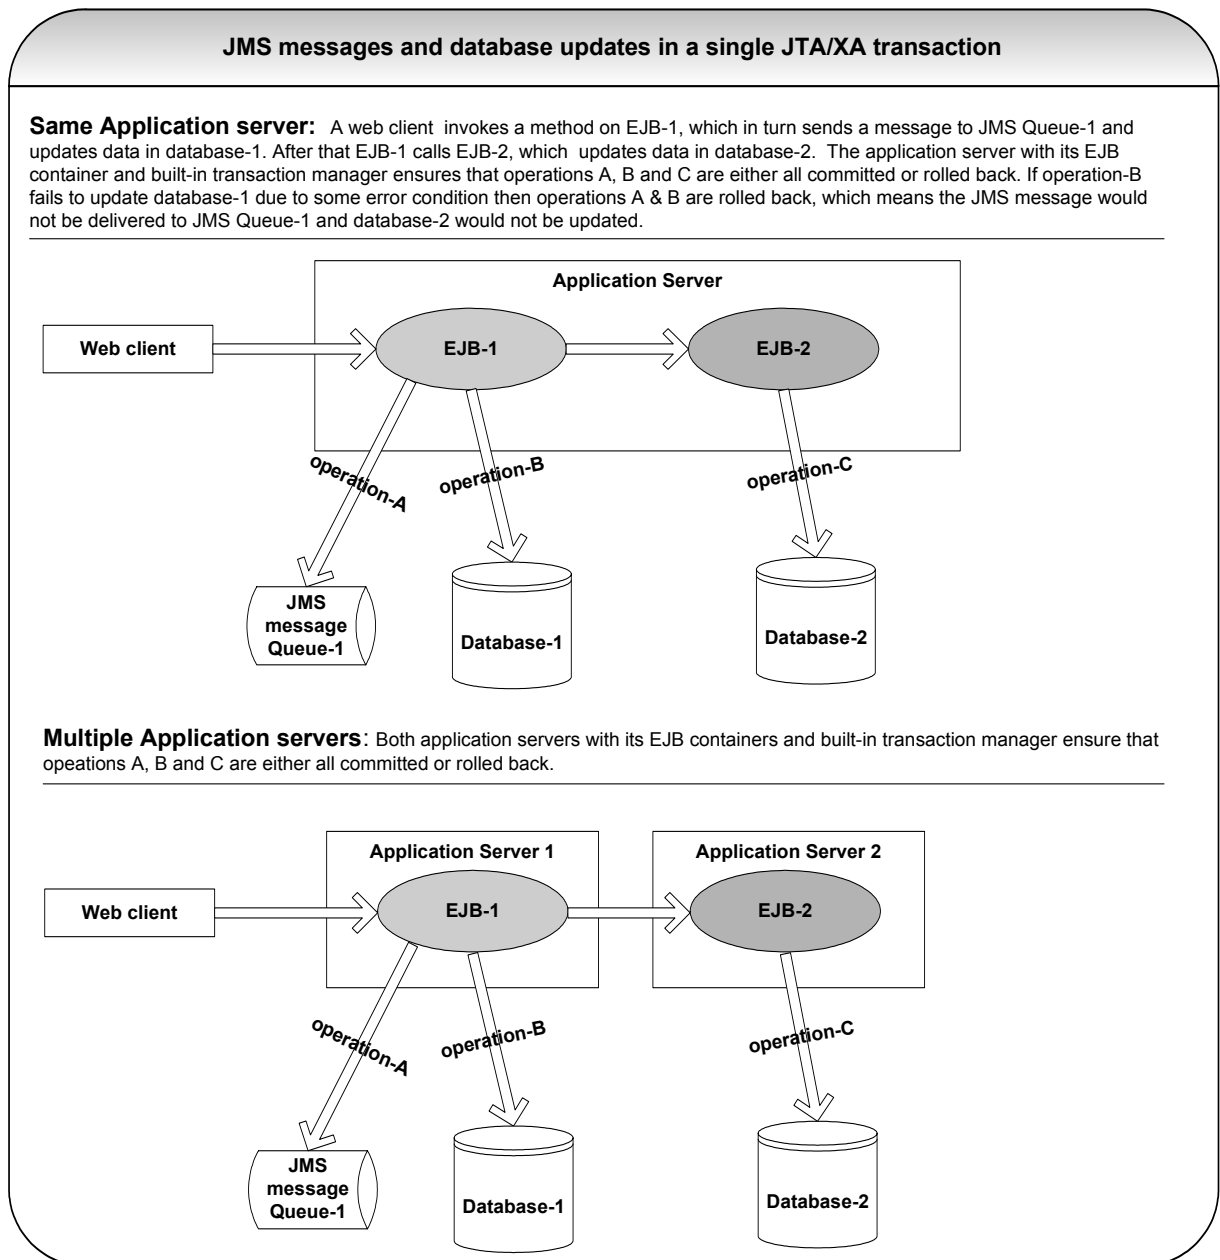 JMS messages and database updates in a single JTA/XA transaction
Same Application server: A web client invokes a method on EJB-1, which in turn sends a message to JMS Queue-1 and
updates data in database-1. After that EJB-1 calls EJB-2, which updates data in database-2. The application server with its EJB
container and built-in transaction manager ensures that operations A, B and C are either all committed or rolled back. If operation-B
fails to update database-1 due to some error condition then operations A & B are rolled back, which means the JMS message would
not be delivered to JMS Queue-1 and database-2 would not be updated.
Application Server
Web client
EJB-1
EJB-2
operation-A
operation-B
operation-C
JMS
message
Queue-1
Database-1
Database-2
Multiple Application servers: Both application servers with its EJB containers and built-in transaction manager ensure that
opeations A, B and C are either all committed or rolled back.
Application Server 1
Application Server 2
Web client
EJB-1
EJB-2
operation-A
operation-B
operation-C
JMS
message
Queue-1
Database-1
Database-2